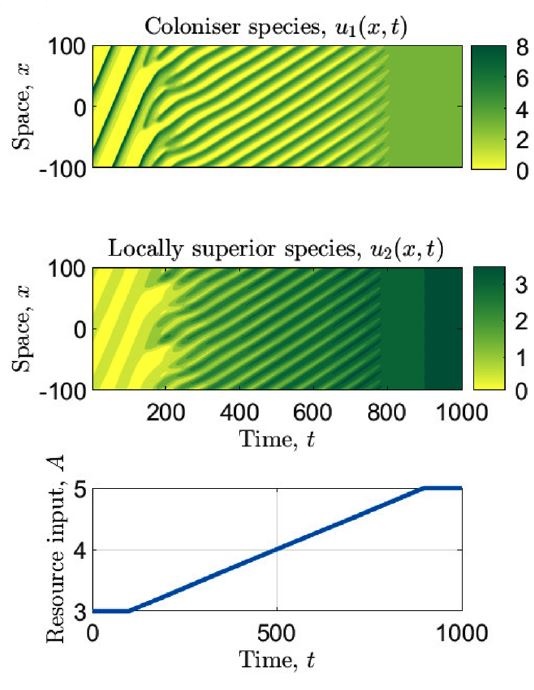 Coloniser species, u₁(x, t)
Space, x
100
0
-100
8
6
4
2
0
Locally superior species, u₂(x, t)
Space, x
100
0
-100
3
2
1
0
200 400 600 800 1000
Time, t
Resource input, A
5
4
3
0 500 1000
Time, t